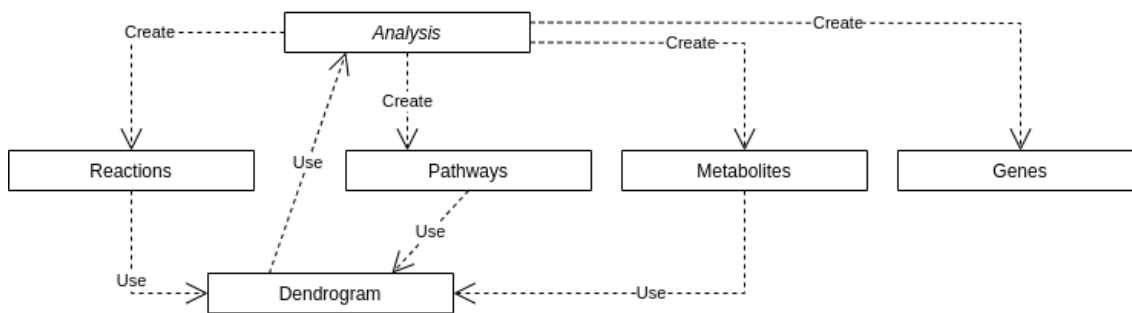 Analysis
Create
Create
Create
Create
Reactions
Pathways
Metabolites
Genes
Use
Use
Use
Use
Dendrogram